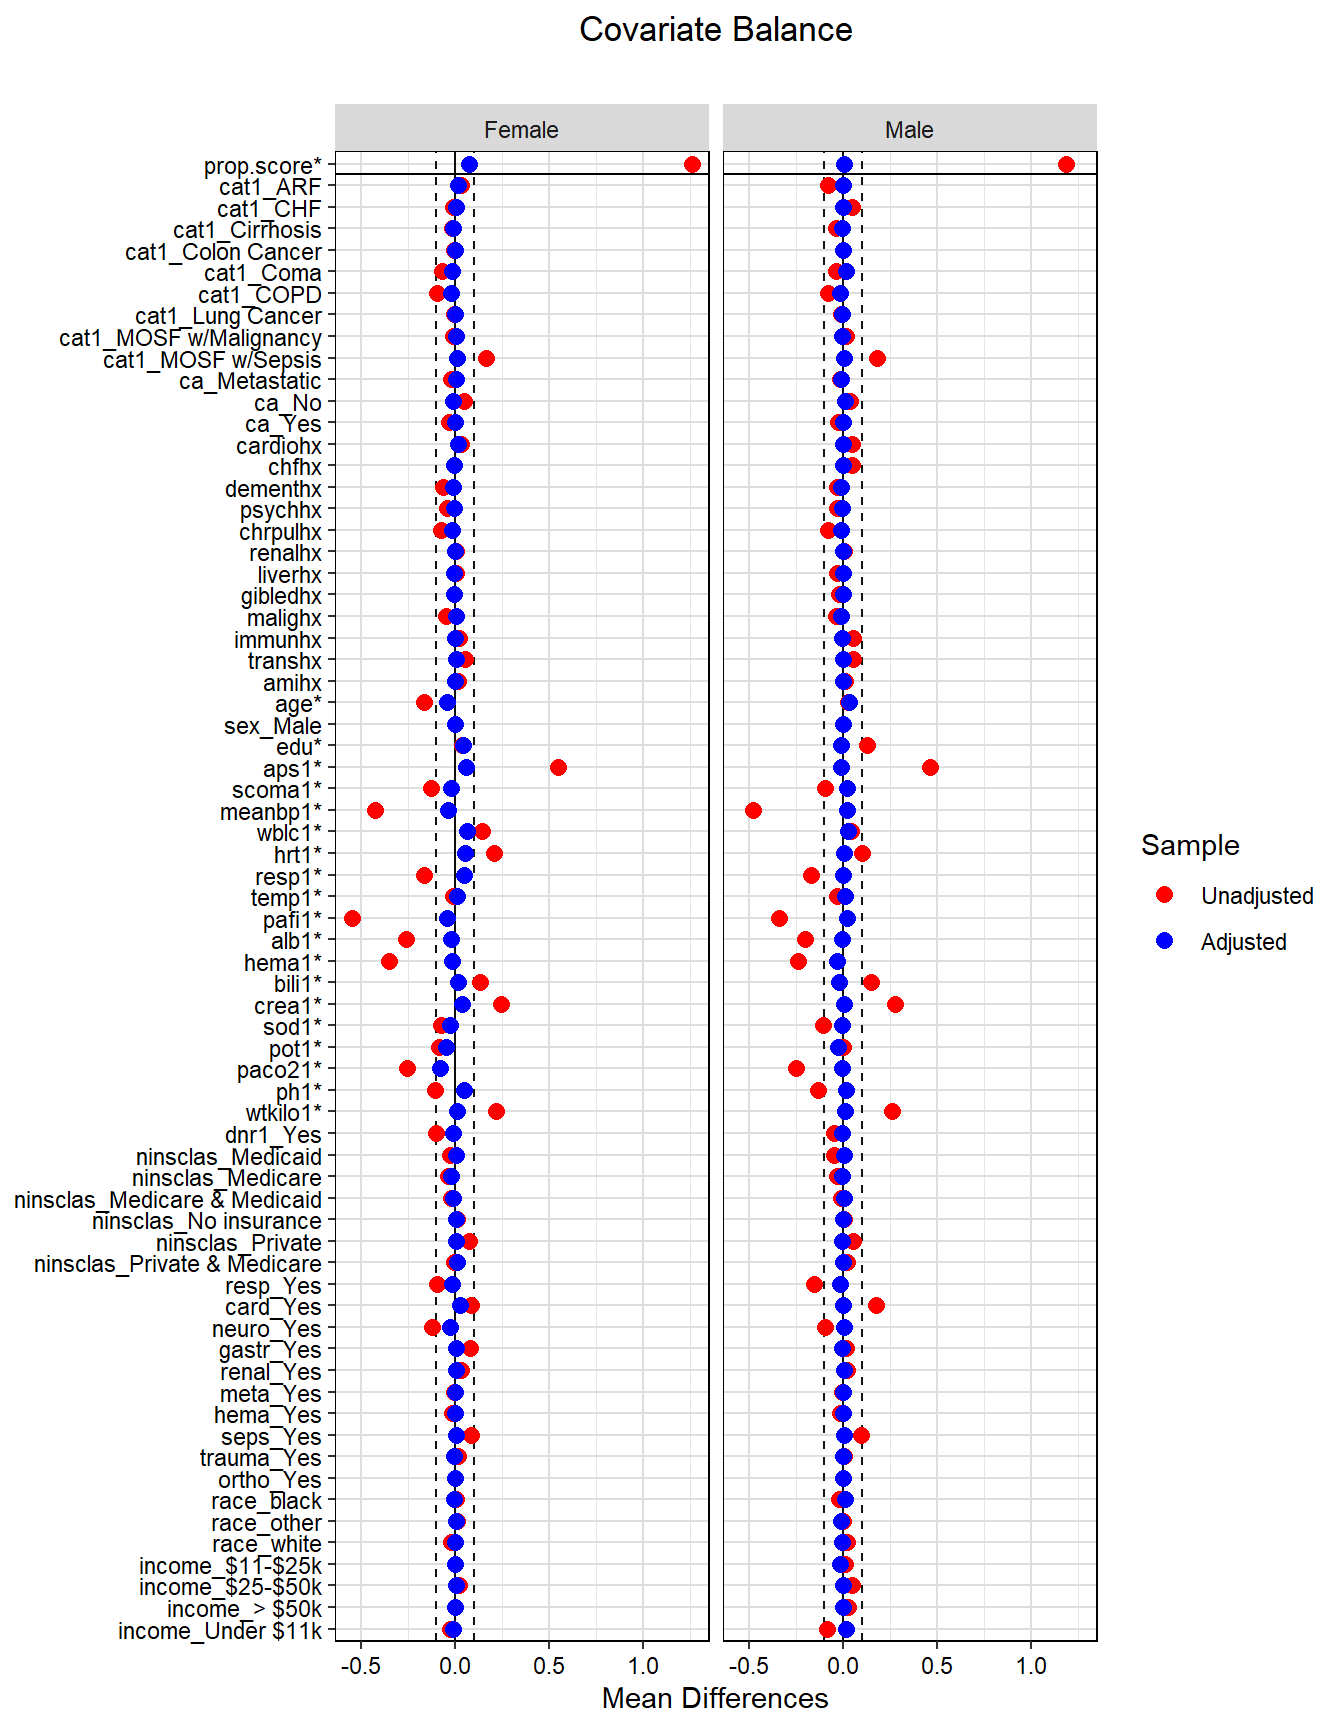 Covariate Balance
Female
Male
prop.score*
cat1_ARF
cat1_CHF
cat1_Cirrhosis
cat1_Colon Cancer
cat1_Coma
cat1_COPD
cat1_Lung Cancer
cat1_MOSF w/Malignancy
cat1_MOSF w/Sepsis
ca_Metastatic
ca_No
ca_Yes
cardiohx
chfhx
dementhx
psychhx
chrpulhx
renalhx
liverhx
gibledhx
malighx
immunhx
transhx
amihx
age*
sex_Male
edu*
aps1*
scoma1*
meanbp1*
wblc1*
hrt1*
resp1*
temp1*
pafi1*
alb1*
hema1*
bili1*
crea1*
sod1*
pot1*
paco21*
ph1*
wtkilo1*
dnr1_Yes
ninsclas_Medicaid
ninsclas_Medicare
ninsclas_Medicare & Medicaid
ninsclas_No insurance
ninsclas_Private
ninsclas_Private & Medicare
resp_Yes
card_Yes
neuro_Yes
gastr_Yes
renal_Yes
meta_Yes
hema_Yes
seps_Yes
trauma_Yes
ortho_Yes
race_black
race_other
race_white
income_$11-$25k
income_$25-$50k
income_> $50k
income_Under $11k
-0.5 0.0 0.5 1.0
-0.5 0.0 0.5 1.0
Mean Differences
Sample
Unadjusted
Adjusted